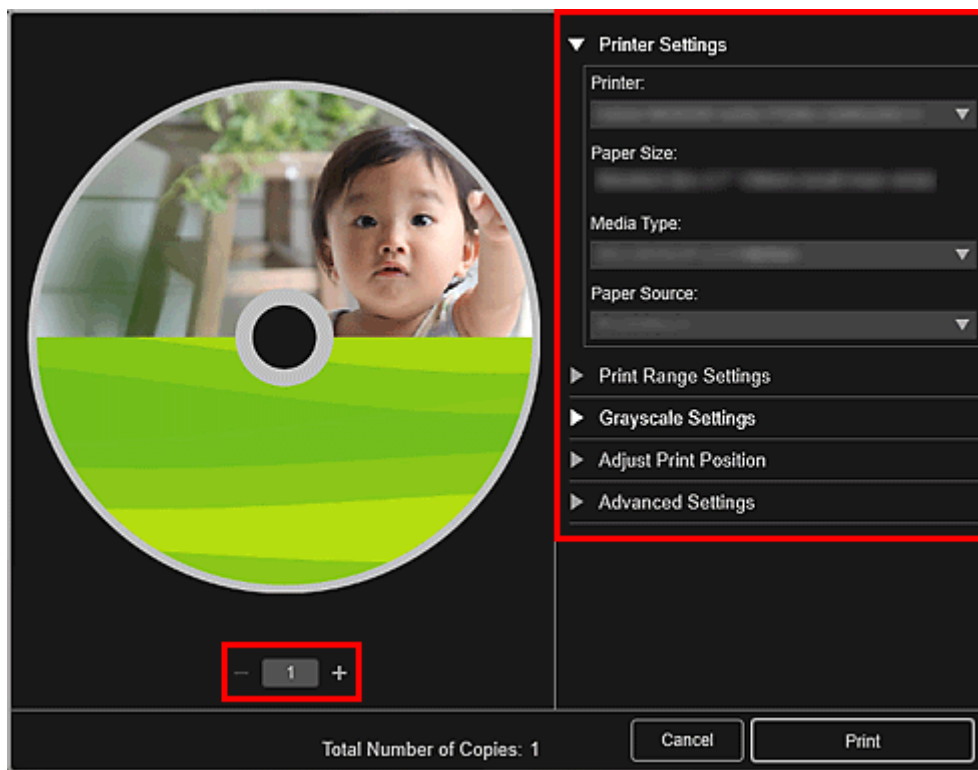 Printer Settings
Printer:
Paper Size:
Media Type:
Paper Source:
Print Range Settings
Grayscale Settings
Adjust Print Position
Advanced Settings
1
Total Number of Copies: 1
Cancel
Print